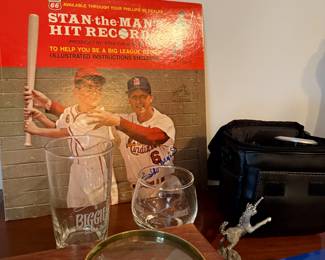 66
AVAILABLE THROUGH YOUR PHILLIPS 66 DEALER
STAN the MAN'S
HIT RECORD
TO HELP YOU BE A BIG LEAGUE
ILLUSTRATED INSTRUCTIONS
Cardinals
6
BIGGIE